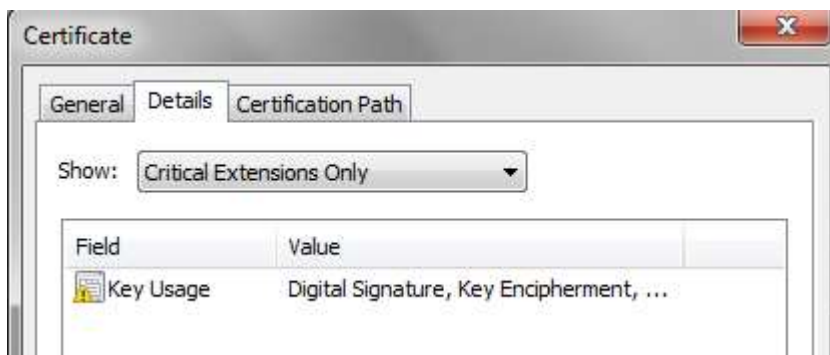 Certificate
General Details Certification Path
Show: Critical Extensions Only
Field Value
Key Usage Digital Signature, Key Encipherment, ...